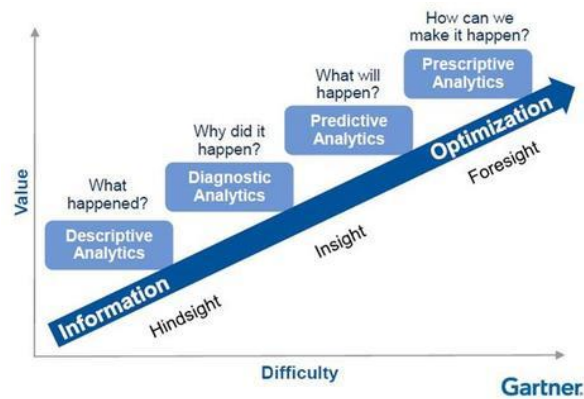 How can we
make it happen?
Prescriptive
Analytics
What will
happen?
Predictive
Analytics
Why did it
happen?
Diagnostic
Analytics
What
happened?
Descriptive
Analytics
Value
Information
Optimization
Hindsight
Insight
Foresight
Difficulty
Gartner